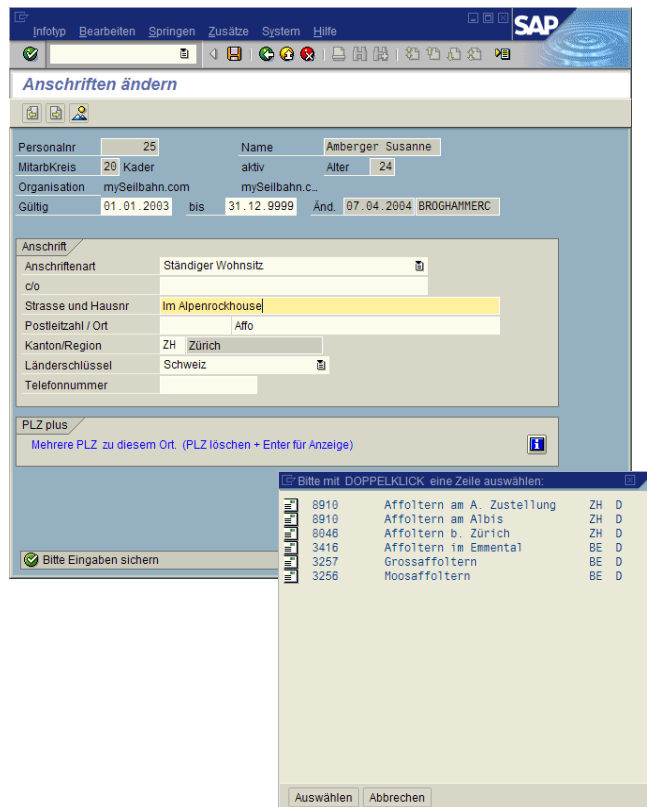 Infotyp Bearbeiten Springen Zusätze System Hilfe
SAP
Anschriften ändern
Personalnr 25 Name Amberger Susanne
MitarbKreis 20 Kader aktiv Alter 24
Organisation mySeilbahn.com mySeilbahn.c...
Gültig 01.01.2003 bis 31.12.9999 Änd. 07.04.2004 BROGHAMMERC
Anschrift
Anschriftenart Ständiger Wohnsitz
c/o
Strasse und Hausnr Im Alpenrockhouse
Postleitzahl / Ort Affo
Kanton/Region ZH Zürich
Länderschlüssel Schweiz
Telefonnummer
PLZ plus
Mehrere PLZ zu diesem Ort. (PLZ löschen + Enter für Anzeige)
Bitte Eingaben sichern
Bitte mit DOPPELKLICK eine Zeile auswählen:
8910 Affoltern am A. Zustellung ZH D
8910 Affoltern am Albis ZH D
8046 Affoltern b. Zürich ZH D
3416 Affoltern im Emmental BE D
3257 Grossaffoltern BE D
3256 Moosaffoltern BE D
Auswählen Abbrechen